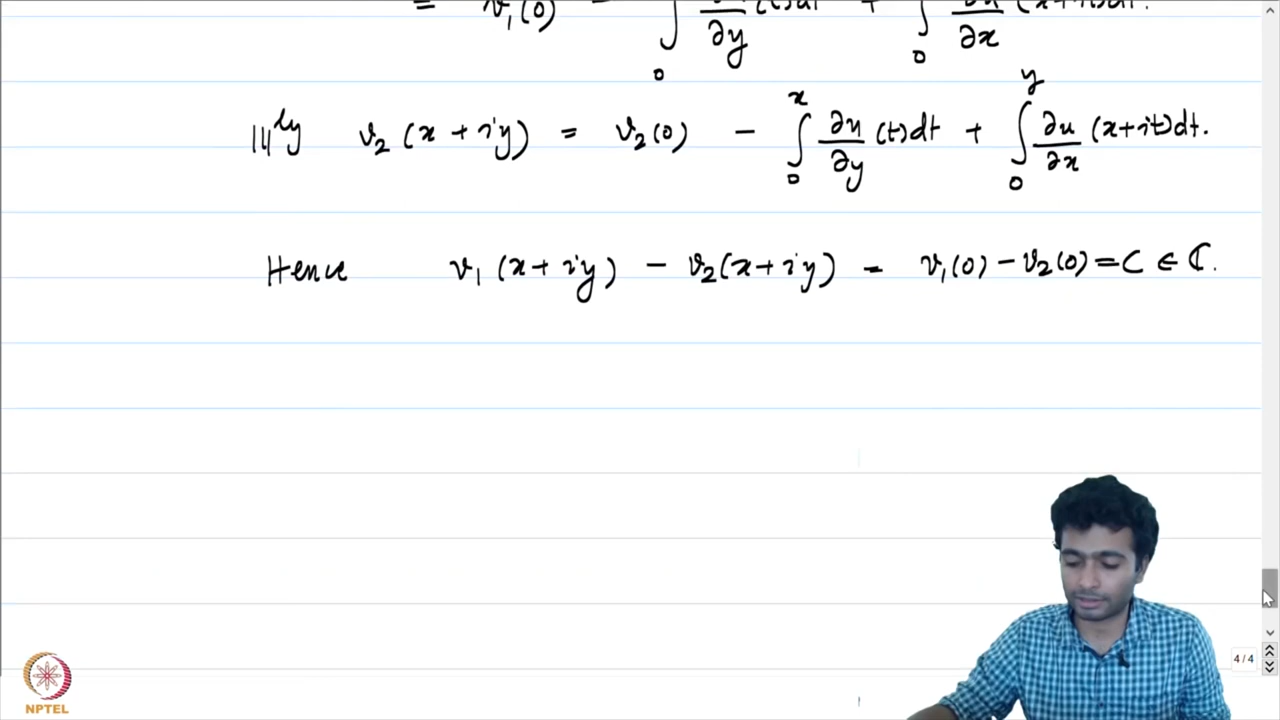 = v₁(0) - ∫₀ ∂u/∂y (t)dt + ∫₀ ∂u/∂x (x+it)dt.
|||ly v₂(x+iy) = v₂(0) - ∫₀ˣ ∂u/∂y (t)dt + ∫₀ʸ ∂u/∂x (x+it)dt.
Hence v₁(x+iy) - v₂(x+iy) = v₁(0) - v₂(0) = C ∈ ℂ.
4 / 4
NPTEL